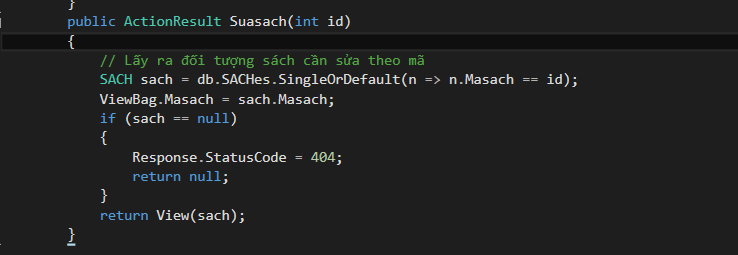 }
public ActionResult Suasach(int id)
{
// Lấy ra đối tượng sách cần sửa theo mã
SACH sach = db.SACHes.SingleOrDefault(n => n.Masach == id);
ViewBag.Masach = sach.Masach;
if (sach == null)
{
Response.StatusCode = 404;
return null;
}
return View(sach);
}